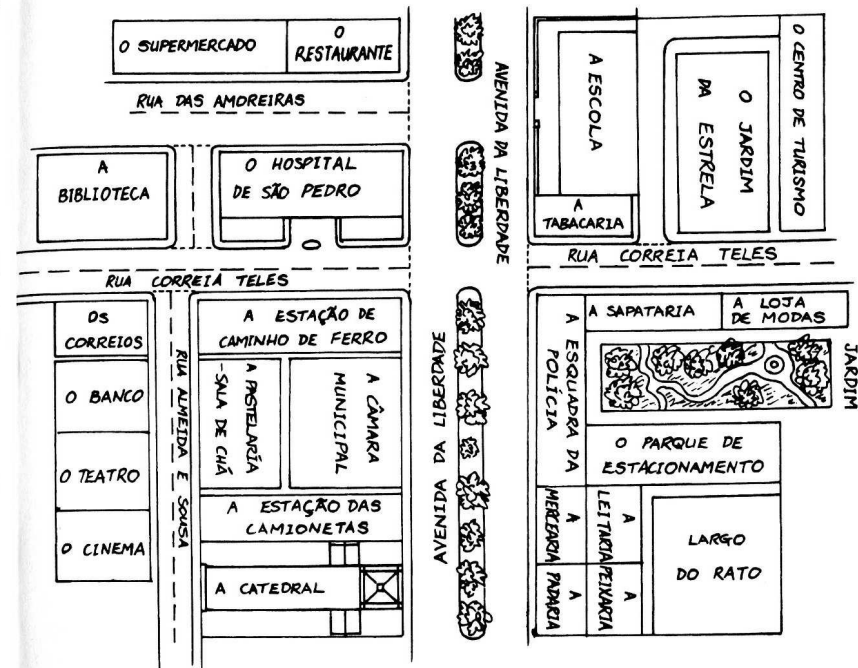 O SUPERMERCADO
O
RESTAURANTE
RUA DAS AMOREIRAS
A
BIBLIOTECA
O HOSPITAL
DE SÃO PEDRO
AVENIDA DA LIBERDADE
A ESCOLA
A
TABACARIA
O JARDIM
DA ESTRELA
O CENTRO DE TURISMO
RUA CORREIA TELES
RUA CORREIA TELES
OS
CORREIOS
O BANCO
O TEATRO
O CINEMA
RUA ALMEIDA E SOUSA
A ESTAÇÃO DE
CAMINHO DE FERRO
A PASTELARIA
-SALA DE CHÁ
A CÂMARA
MUNICIPAL
A ESTAÇÃO DAS
CAMIONETAS
A CATEDRAL
AVENIDA DA LIBERDADE
A ESQUADRA DA
POLÍCIA
A SAPATARIA
A LOJA
DE MODAS
JARDIM
O PARQUE DE
ESTACIONAMENTO
A
MERCEARIA
A
LEITARIA
A
PADARIA
A
PEIXARIA
LARGO
DO RATO